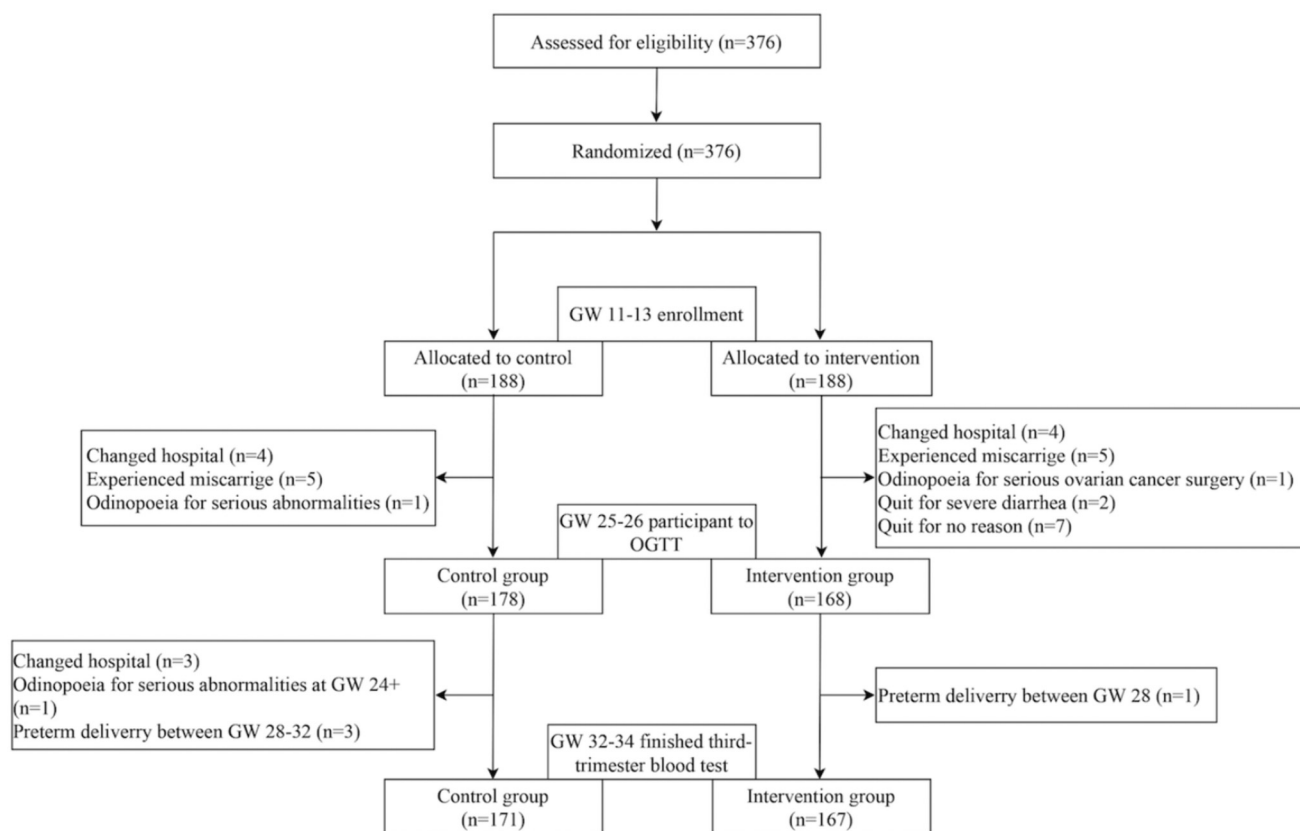 Assessed for eligibility (n=376)
Randomized (n=376)
GW 11-13 enrollment
Allocated to control
(n=188)
Allocated to intervention
(n=188)
Changed hospital (n=4)
Experienced miscarrige (n=5)
Odinopoeia for serious abnormalities (n=1)
Changed hospital (n=4)
Experienced miscarrige (n=5)
Odinopoeia for serious ovarian cancer surgery (n=1)
Quit for severe diarrhea (n=2)
Quit for no reason (n=7)
GW 25-26 participant to
OGTT
Control group
(n=178)
Intervention group
(n=168)
Changed hospital (n=3)
Odinopoeia for serious abnormalities at GW 24+
(n=1)
Preterm deliverry between GW 28-32 (n=3)
Preterm deliverry between GW 28 (n=1)
GW 32-34 finished third-
trimester blood test
Control group
(n=171)
Intervention group
(n=167)